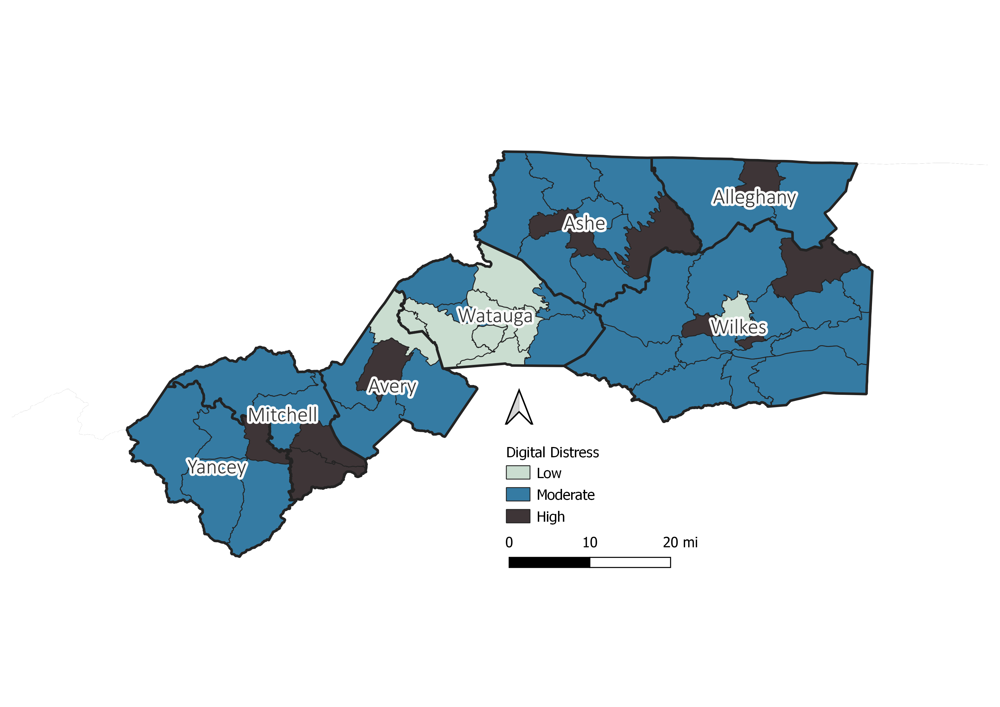 Alleghany
Ashe
Watauga
Wilkes
Avery
Mitchell
Yancey
Digital Distress
Low
Moderate
High
0 10 20 mi